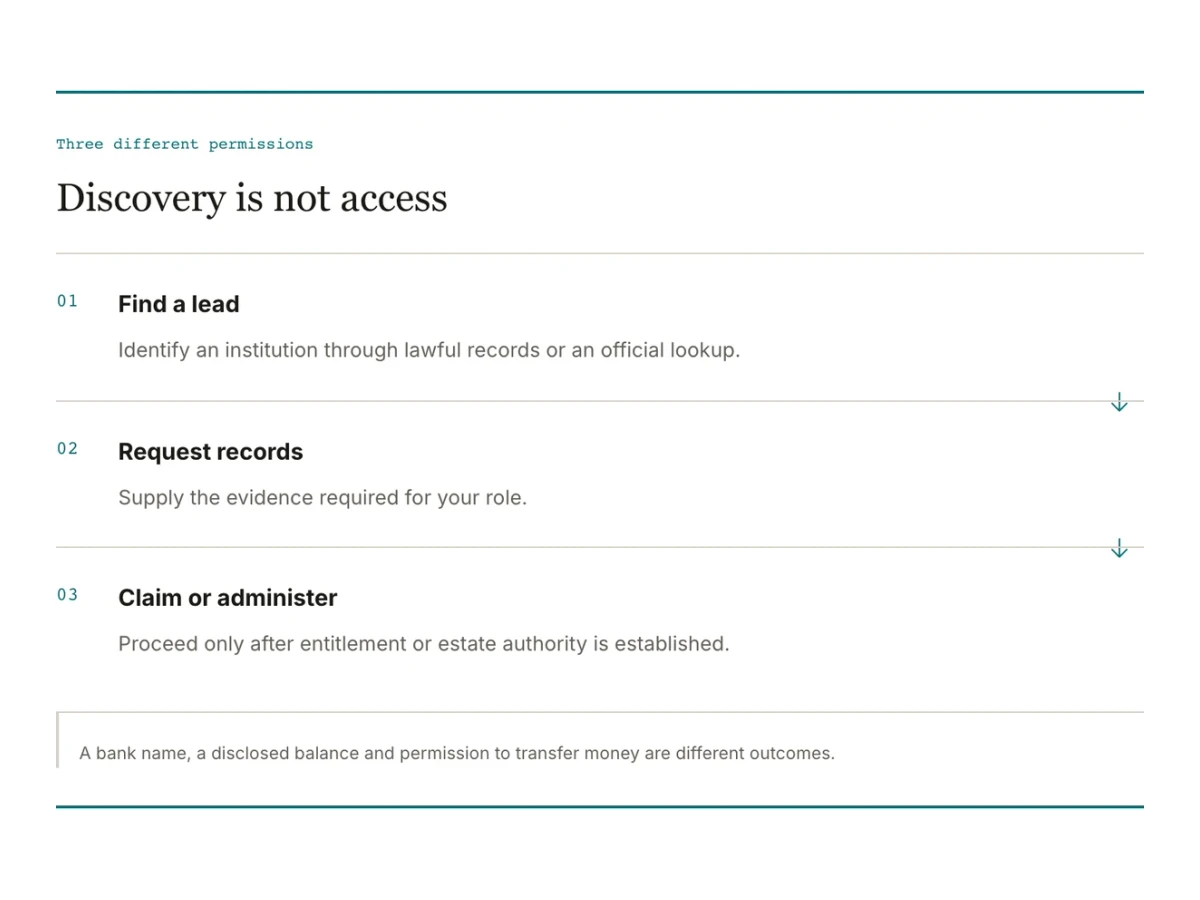 Three different permissions
Discovery is not access
01
Find a lead
Identify an institution through lawful records or an official lookup.
02
Request records
Supply the evidence required for your role.
03
Claim or administer
Proceed only after entitlement or estate authority is established.
A bank name, a disclosed balance and permission to transfer money are different outcomes.